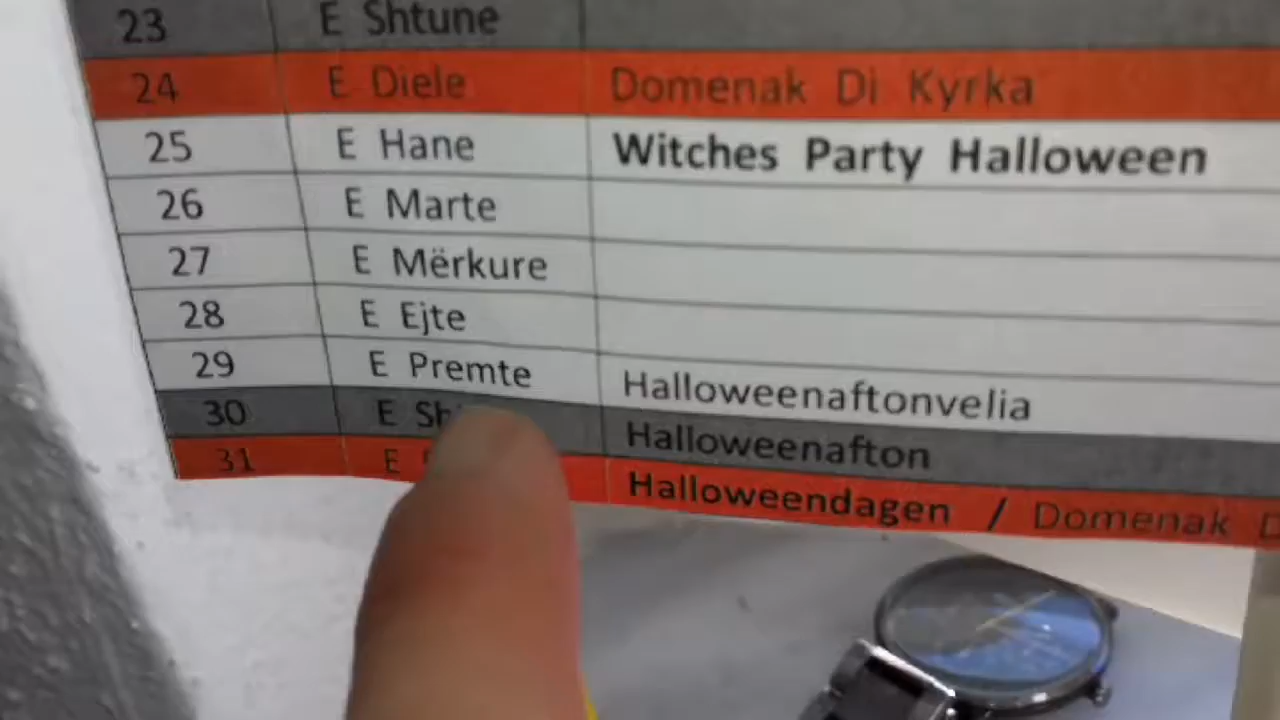 23 E Shtune
24 E Diele Domenak Di Kyrka
25 E Hane Witches Party Halloween
26 E Marte
27 E Mërkure
28 E Ejte
29 E Premte Halloweenaftonvelia
30 E Halloweenafton
31 E Halloweendagen / Domenak